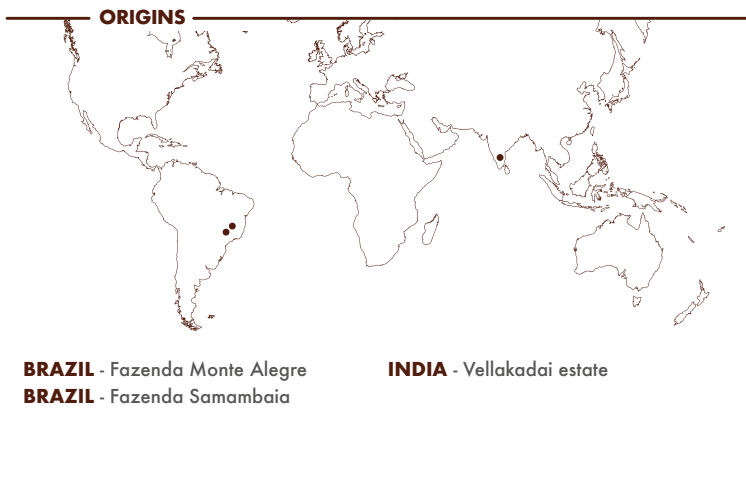 ORIGINS
BRAZIL - Fazenda Monte Alegre
BRAZIL - Fazenda Samambaia
INDIA - Vellakadai estate